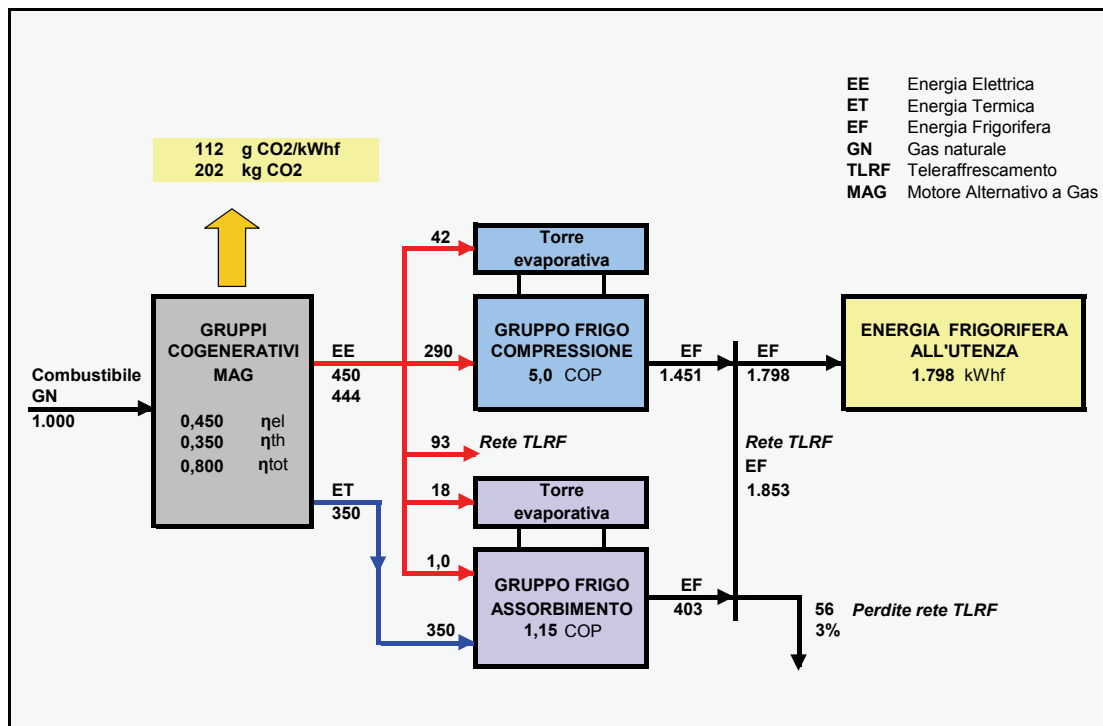 EE Energia Elettrica
ET Energia Termica
EF Energia Frigorifera
GN Gas naturale
TLRF Teleraffrescamento
MAG Motore Alternativo a Gas
112 g CO2/kWhf
202 kg CO2
42
Torre
evaporativa
GRUPPI
COGENERATIVI
MAG
0,450 ηel
0,350 ηth
0,800 ηtot
Combustibile
GN
1.000
EE
450
444
290
GRUPPO FRIGO
COMPRESSIONE
5,0 COP
EF
1.451
EF
1.798
ENERGIA FRIGORIFERA
ALL'UTENZA
1.798 kWhf
93 Rete TLRF
Rete TLRF
EF
1.853
ET
350
18
Torre
evaporativa
1,0
GRUPPO FRIGO
ASSORBIMENTO
1,15 COP
350
EF
403
56 Perdite rete TLRF
3%